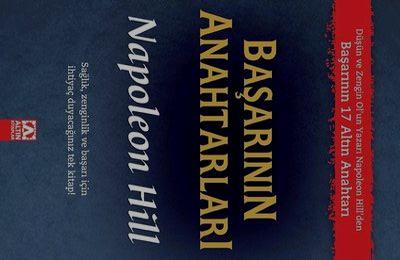 Düşün ve Zengin Ol'un Yazarı Napoleon Hill'den
Başarının 17 Altın Anahtarı
BAŞARININ
ANAHTARLARI
Napoleon Hill
Sağlık, zenginlik ve başarı için
ihtiyaç duyacağınız tek kitap!
ALTIN